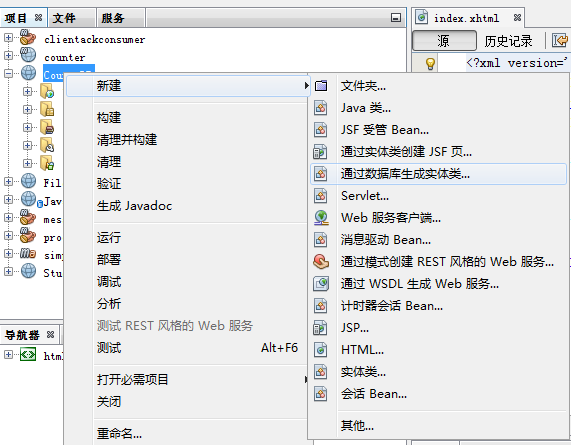 项目 文件 服务
index.xhtml
源 历史记录
<?xml version='
clientackconsumer
counter
新建
构建
清理并构建
清理
验证
生成 Javadoc
运行
部署
调试
分析
测试 REST 风格的 Web 服务
测试 Alt+F6
打开必需项目
关闭
重命名...
文件夹...
Java 类...
JSF 受管 Bean...
通过实体类创建 JSF 页...
通过数据库生成实体类...
Servlet...
Web 服务客户端...
消息驱动 Bean...
通过模式创建 REST 风格的 Web 服务...
通过 WSDL 生成 Web 服务...
计时器会话 Bean...
JSP...
HTML...
实体类...
会话 Bean...
其他...
Fil
Jav
mes
pro
sim
Stu
导航器
html